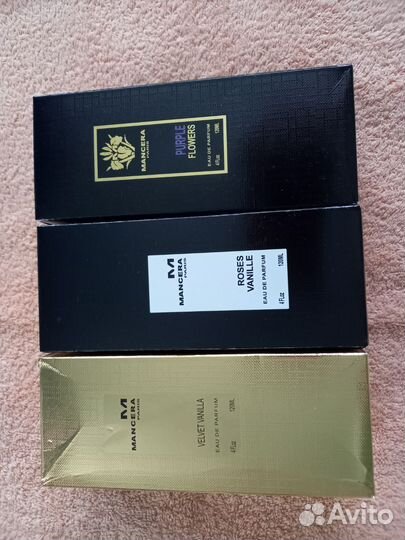 MANCERA
PARIS
PURPLE
FLOWERS
EAU DE PARFUM
4Fl.oz 120ML
M
MANCERA
PARIS
ROSES
VANILLE
EAU DE PARFUM
4 Fl.oz 120ML
M
MANCERA
PARIS
VELVET VANILLA
EAU DE PARFUM
4 Fl.oz 120ML
Avito